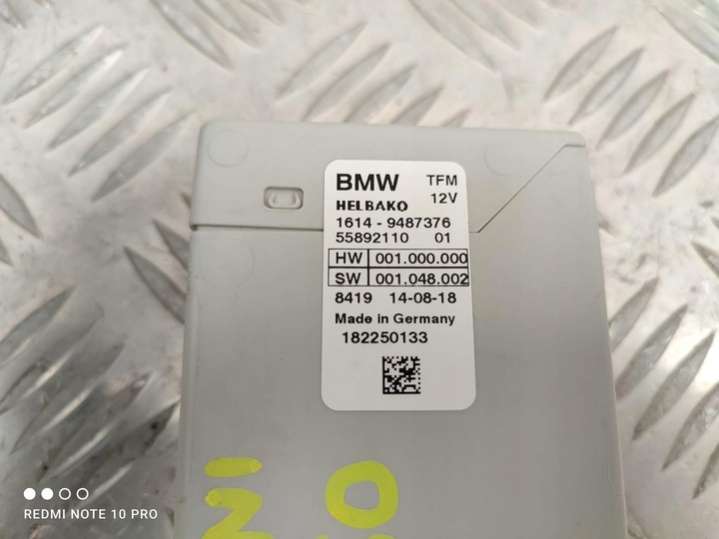 BMW TFM
12V
HELBAKO
1614 - 9487376
55892110 01
HW 001.000.000
SW 001.048.002
8419 14-08-18
Made in Germany
182250133
REDMI NOTE 10 PRO